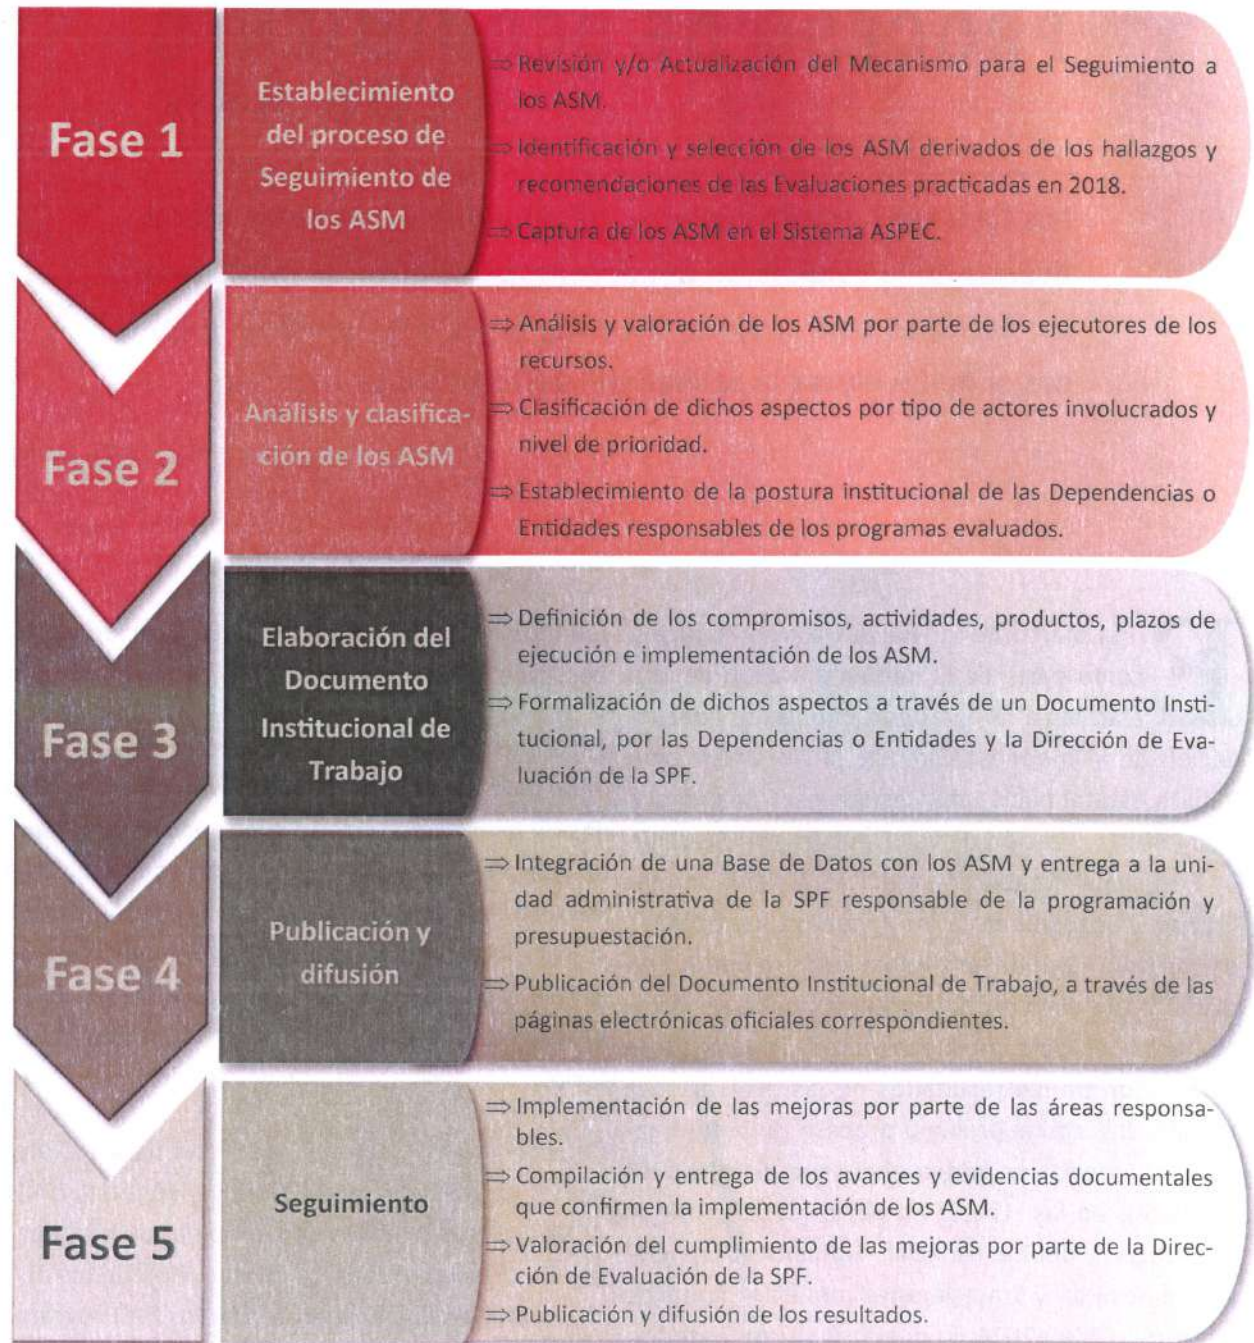 Fase 1
Establecimiento
del proceso de
Seguimiento de
los ASM
⇒ Revisión y/o Actualización del Mecanismo para el Seguimiento a
los ASM.
⇒ Identificación y selección de los ASM derivados de los hallazgos y
recomendaciones de las Evaluaciones practicadas en 2018.
⇒ Captura de los ASM en el Sistema ASPEC.
Fase 2
Análisis y clasifica-
ción de los ASM
⇒ Análisis y valoración de los ASM por parte de los ejecutores de los
recursos.
⇒ Clasificación de dichos aspectos por tipo de actores involucrados y
nivel de prioridad.
⇒ Establecimiento de la postura institucional de las Dependencias o
Entidades responsables de los programas evaluados.
Fase 3
Elaboración del
Documento
Institucional de
Trabajo
⇒ Definición de los compromisos, actividades, productos, plazos de
ejecución e implementación de los ASM.
⇒ Formalización de dichos aspectos a través de un Documento Insti-
tucional, por las Dependencias o Entidades y la Dirección de Eva-
luación de la SPF.
Fase 4
Publicación y
difusión
⇒ Integración de una Base de Datos con los ASM y entrega a la uni-
dad administrativa de la SPF responsable de la programación y
presupuestación.
⇒ Publicación del Documento Institucional de Trabajo, a través de las
páginas electrónicas oficiales correspondientes.
Fase 5
Seguimiento
⇒ Implementación de las mejoras por parte de las áreas responsa-
bles.
⇒ Compilación y entrega de los avances y evidencias documentales
que confirmen la implementación de los ASM.
⇒ Valoración del cumplimiento de las mejoras por parte de la Direc-
ción de Evaluación de la SPF.
⇒ Publicación y difusión de los resultados.